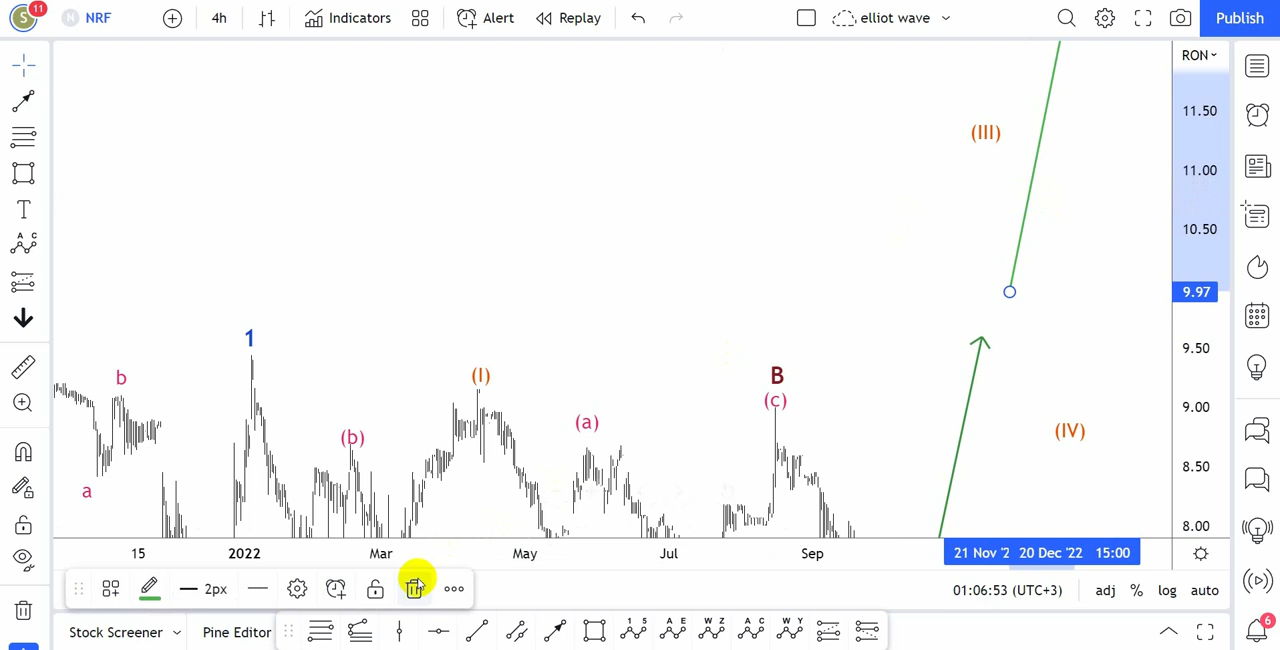 S 11 N NRF 4h Indicators Alert Replay elliot wave Publish
RON
11.50
(III)
11.00
10.50
9.97
1
9.50
b
(I)
B
9.00
(c)
(a)
(IV)
(b)
8.50
a
8.00
15 2022 Mar May Jul Sep 21 Nov '2 20 Dec '22 15:00
2px
01:06:53 (UTC+3) adj % log auto
Stock Screener Pine Editor
1 5 A E W Z A C W Y
A C
6